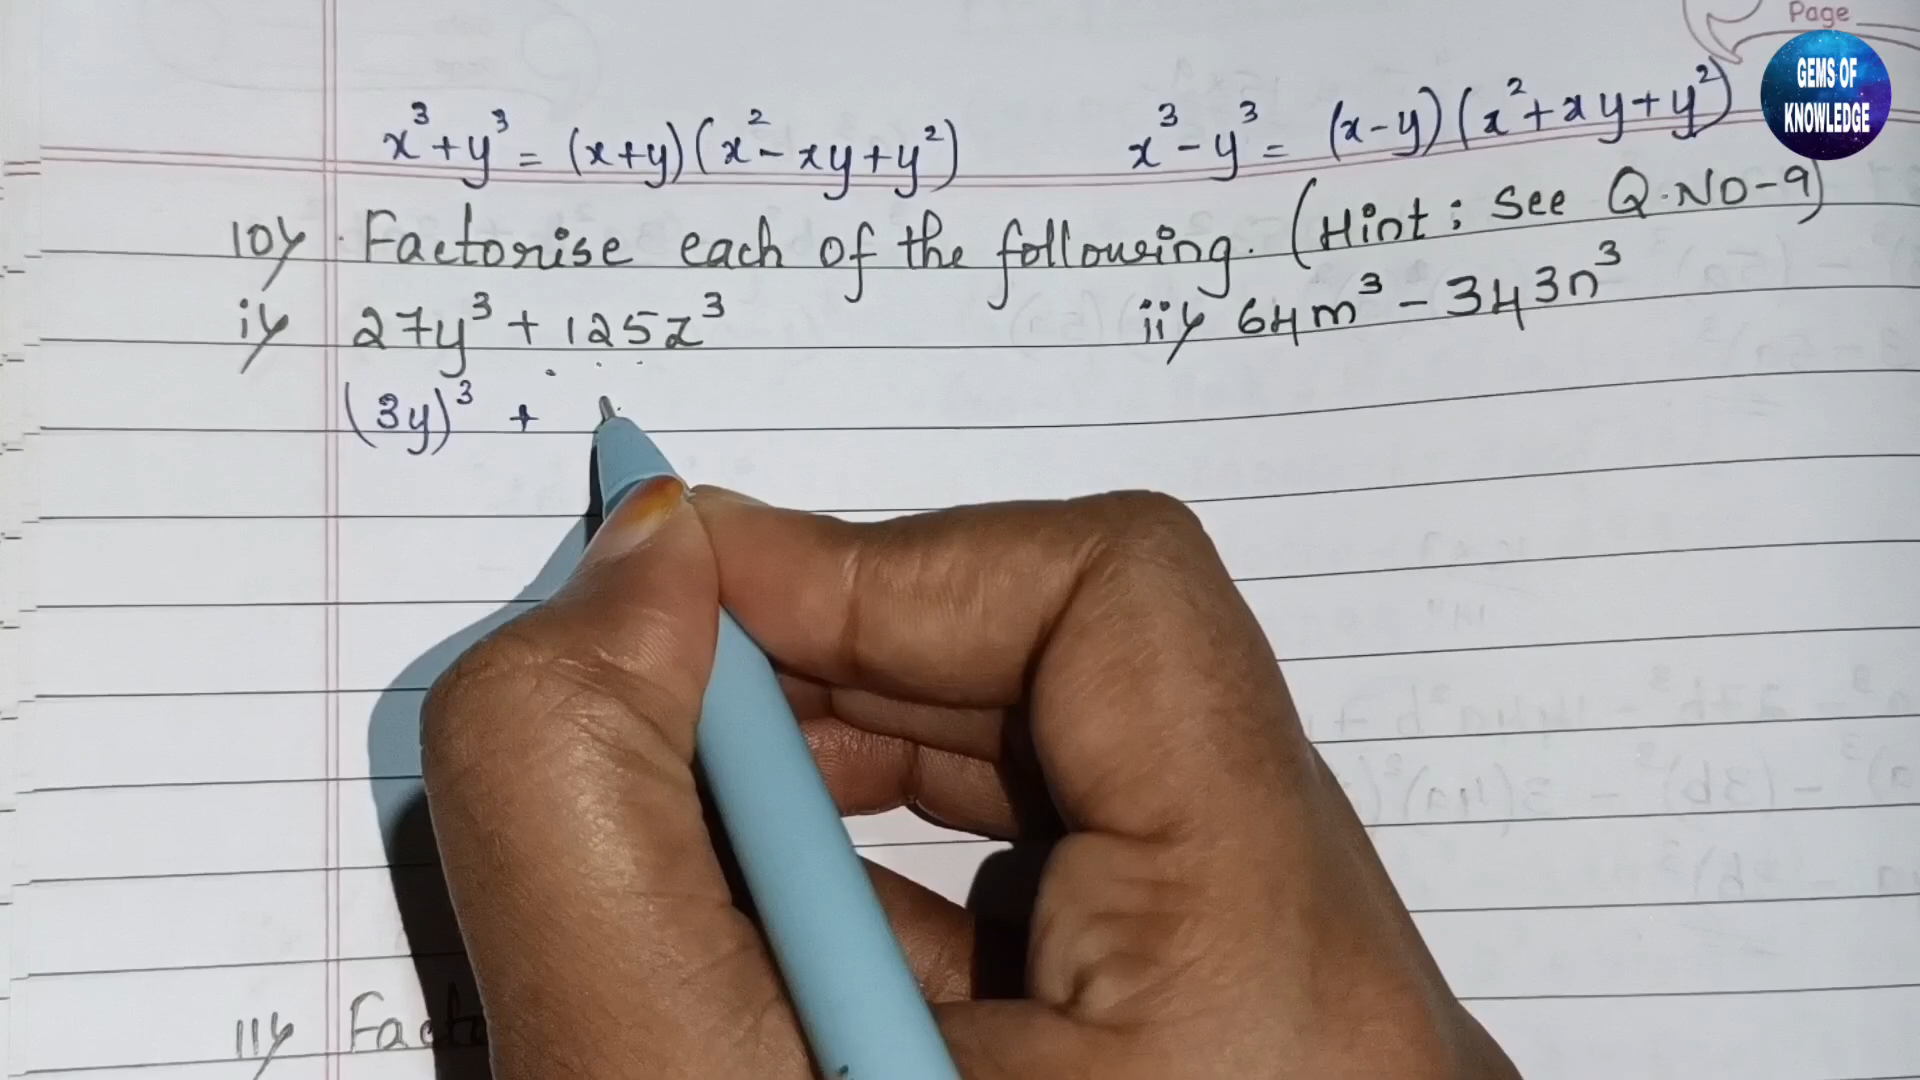 Page
GEMS OF
KNOWLEDGE
x³+y³ = (x+y)(x²-xy+y²) x³-y³ = (x-y)(x²+xy+y²)
10) Factorise each of the following. (Hint: See Q.NO-9)
i) 27y³ + 125z³ ii) 64m³ - 343n³
(3y)³ +
11)